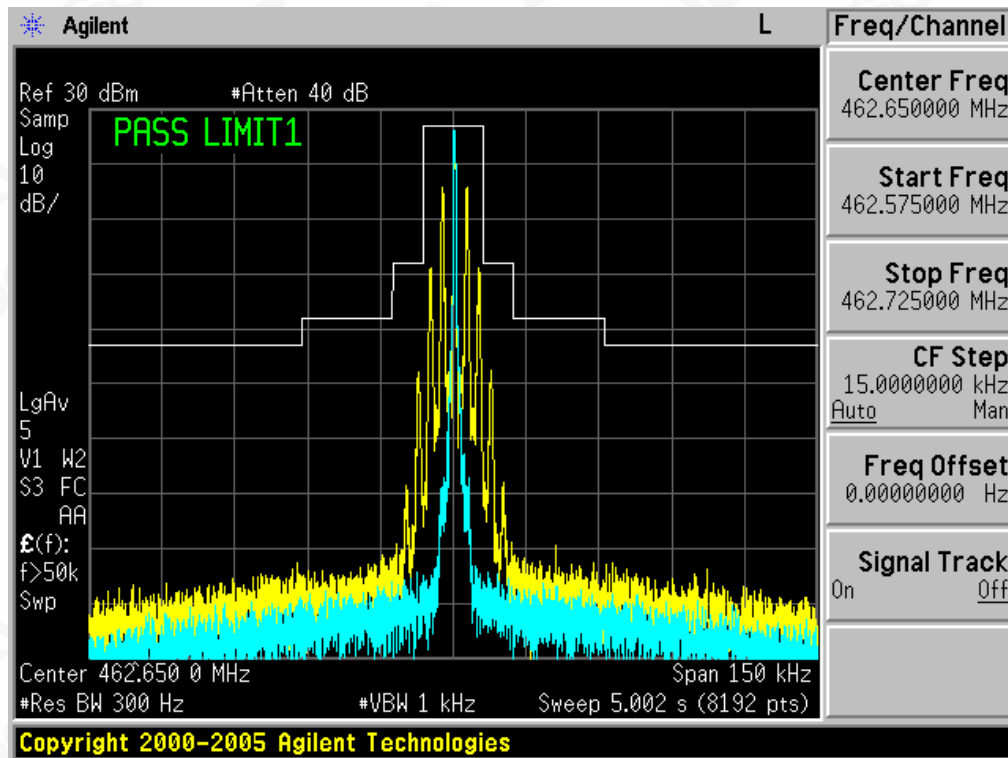 Agilent L
Ref 30 dBm #Atten 40 dB
Samp
Log
10
dB/
PASS LIMIT1
LgAv
5
V1 W2
S3 FC
AA
£(f):
f>50k
Swp
Center 462.650 0 MHz Span 150 kHz
#Res BW 300 Hz #VBW 1 kHz Sweep 5.002 s (8192 pts)
Copyright 2000-2005 Agilent Technologies
Freq/Channel
Center Freq
462.650000 MHz
Start Freq
462.575000 MHz
Stop Freq
462.725000 MHz
CF Step
15.0000000 kHz
Auto Man
Freq Offset
0.00000000 Hz
Signal Track
On Off